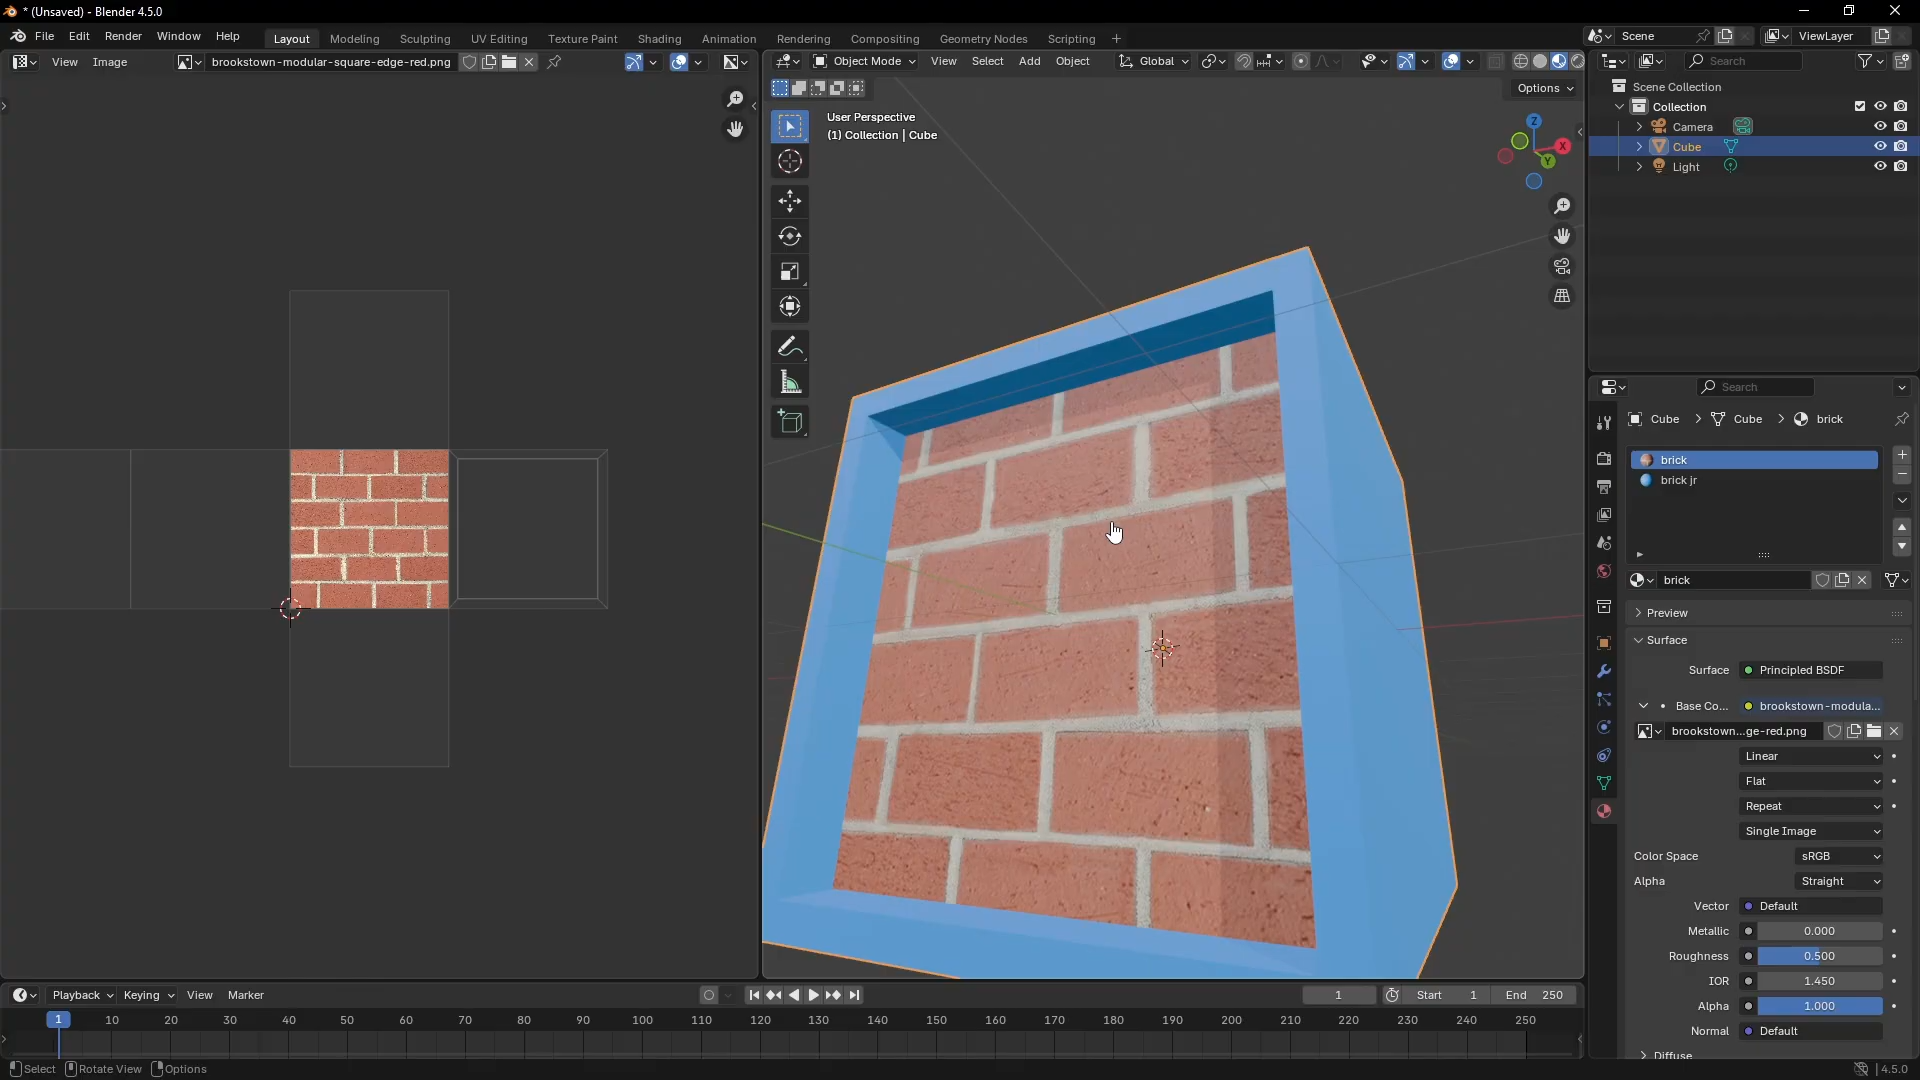 * (Unsaved) - Blender 4.5.0
File Edit Render Window Help
Layout Modeling Sculpting UV Editing Texture Paint Shading Animation Rendering Compositing Geometry Nodes Scripting +
Scene ViewLayer
View Image brookstown-modular-square-edge-red.png
Object Mode View Select Add Object Global
Options
User Perspective
(1) Collection | Cube
Z
X
Y
Search
Scene Collection
Collection
Camera
Cube
Light
Search
Cube > Cube > brick
brick
brick jr
brick
Preview
Surface
Surface Principled BSDF
Base Co... brookstown-modula...
brookstown...ge-red.png
Linear
Flat
Repeat
Single Image
Color Space sRGB
Alpha Straight
Vector Default
Metallic 0.000
Roughness 0.500
IOR 1.450
Alpha 1.000
Normal Default
Diffuse
Playback Keying View Marker
1 Start 1 End 250
1 10 20 30 40 50 60 70 80 90 100 110 120 130 140 150 160 170 180 190 200 210 220 230 240 250
Select Rotate View Options
4.5.0